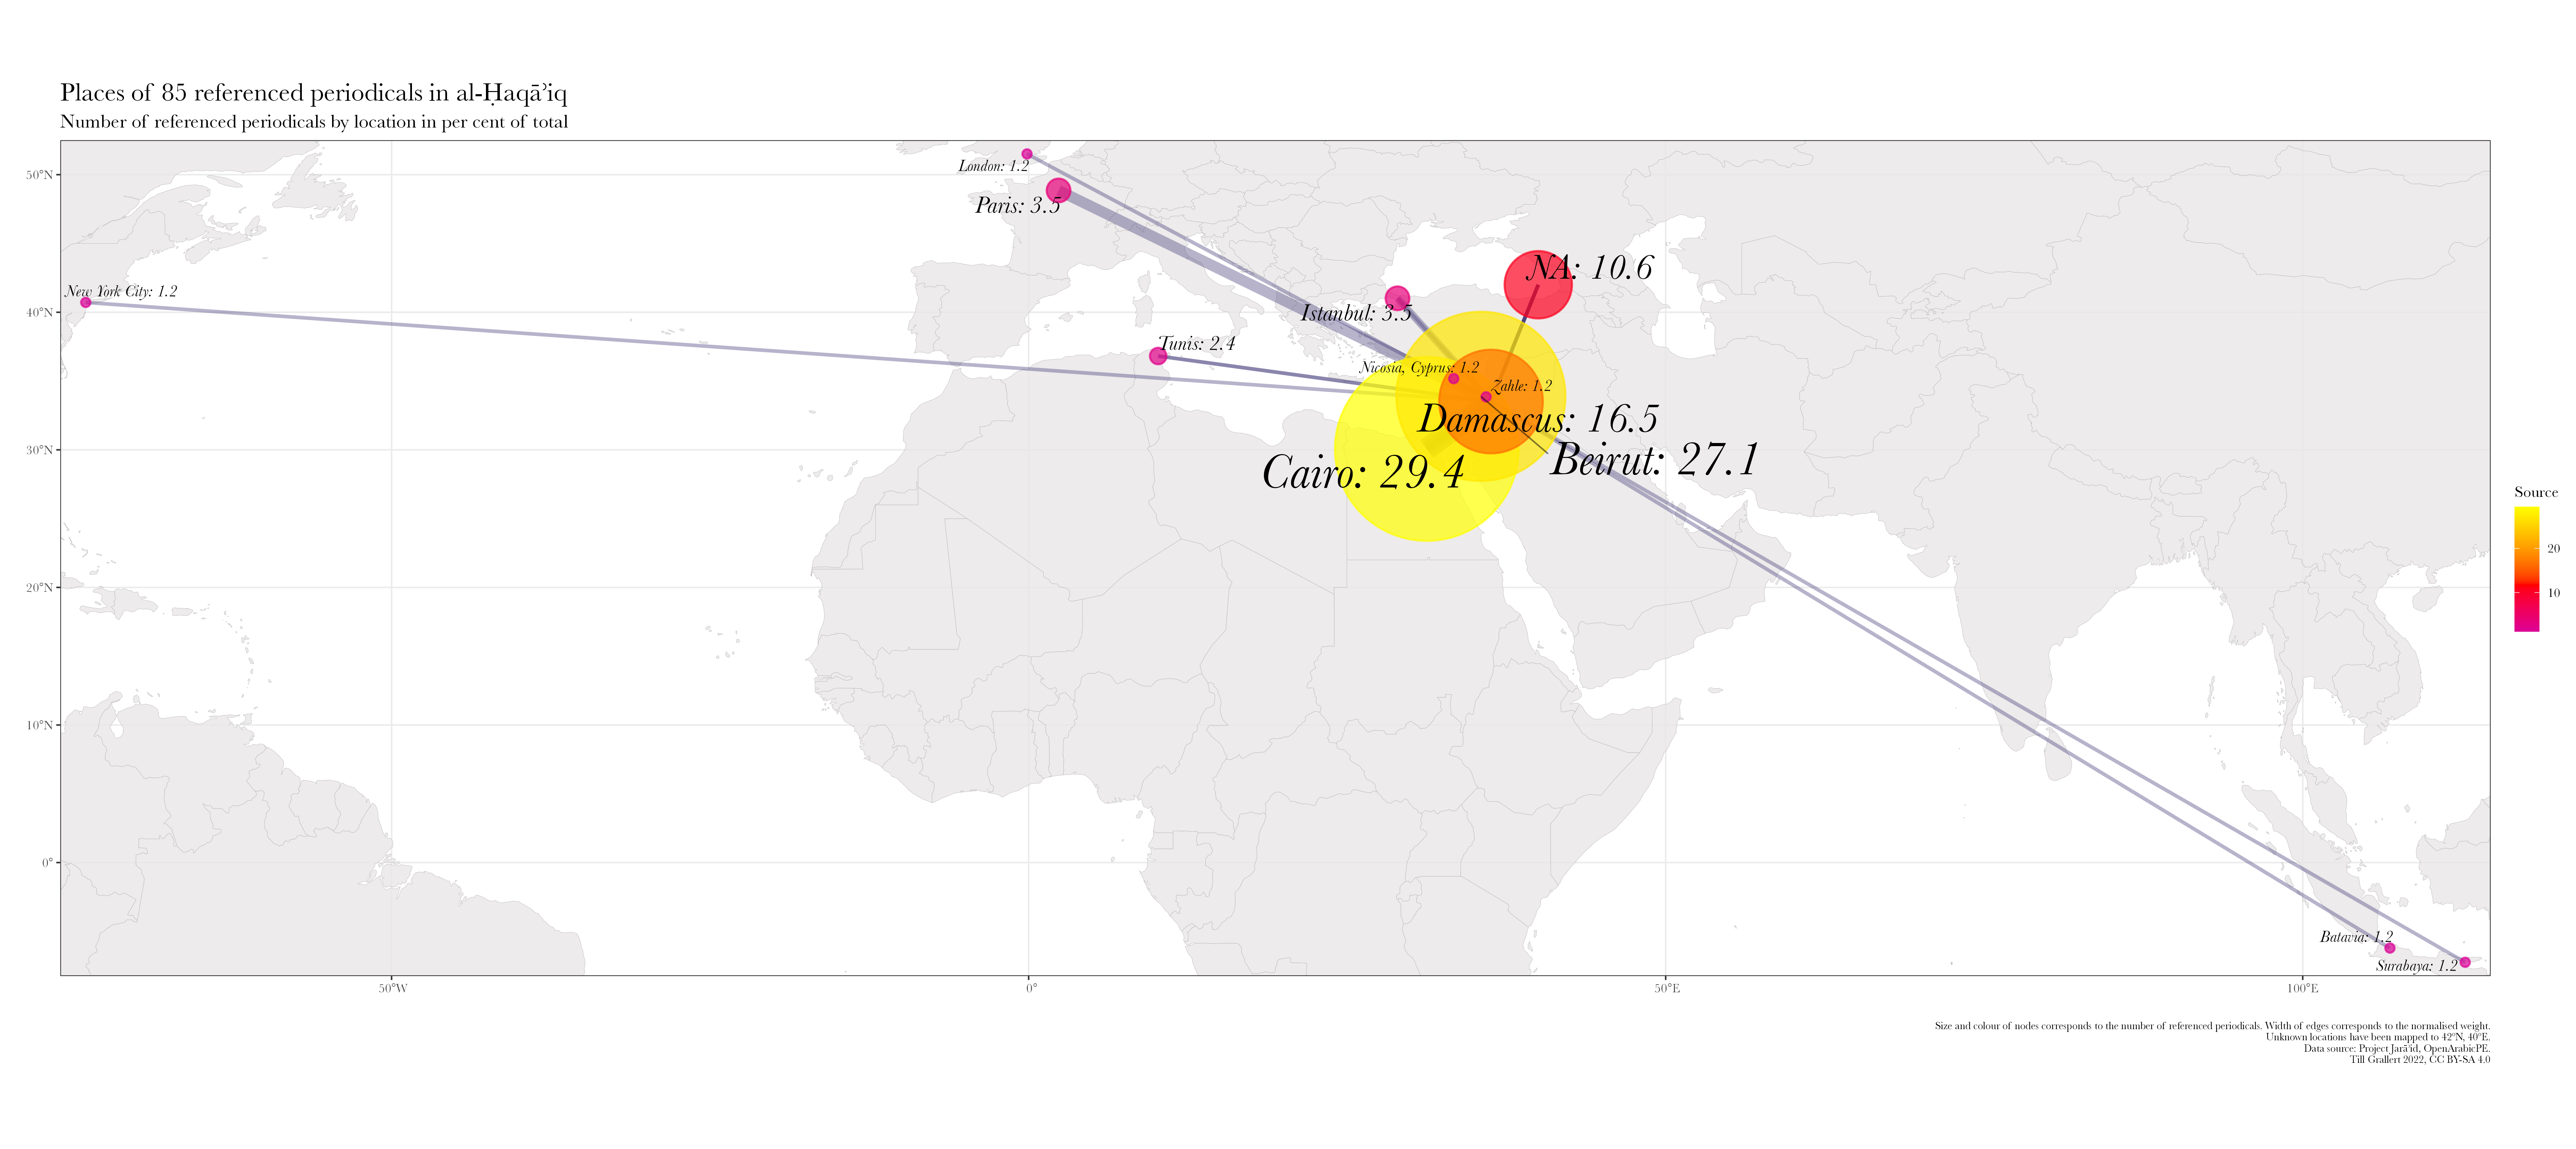 Places of 85 referenced periodicals in al-Ḥaqāʾiq
Number of referenced periodicals by location in per cent of total
50°N
40°N
30°N
20°N
10°N
0°
London: 1.2
Paris: 3.5
New York City: 1.2
NA: 10.6
Istanbul: 3.5
Tunis: 2.4
Nicosia, Cyprus: 1.2
Zahle: 1.2
Damascus: 16.5
Beirut: 27.1
Cairo: 29.4
Batavia: 1.2
Surabaya: 1.2
50°W
0°
50°E
100°E
Source
20
10
Size and colour of nodes corresponds to the number of referenced periodicals. Width of edges corresponds to the normalised weight.
Unknown locations have been mapped to 42°N, 40°E.
Data source: Project Jarāʾid, OpenArabicPE.
Till Grallert 2022, CC BY-SA 4.0